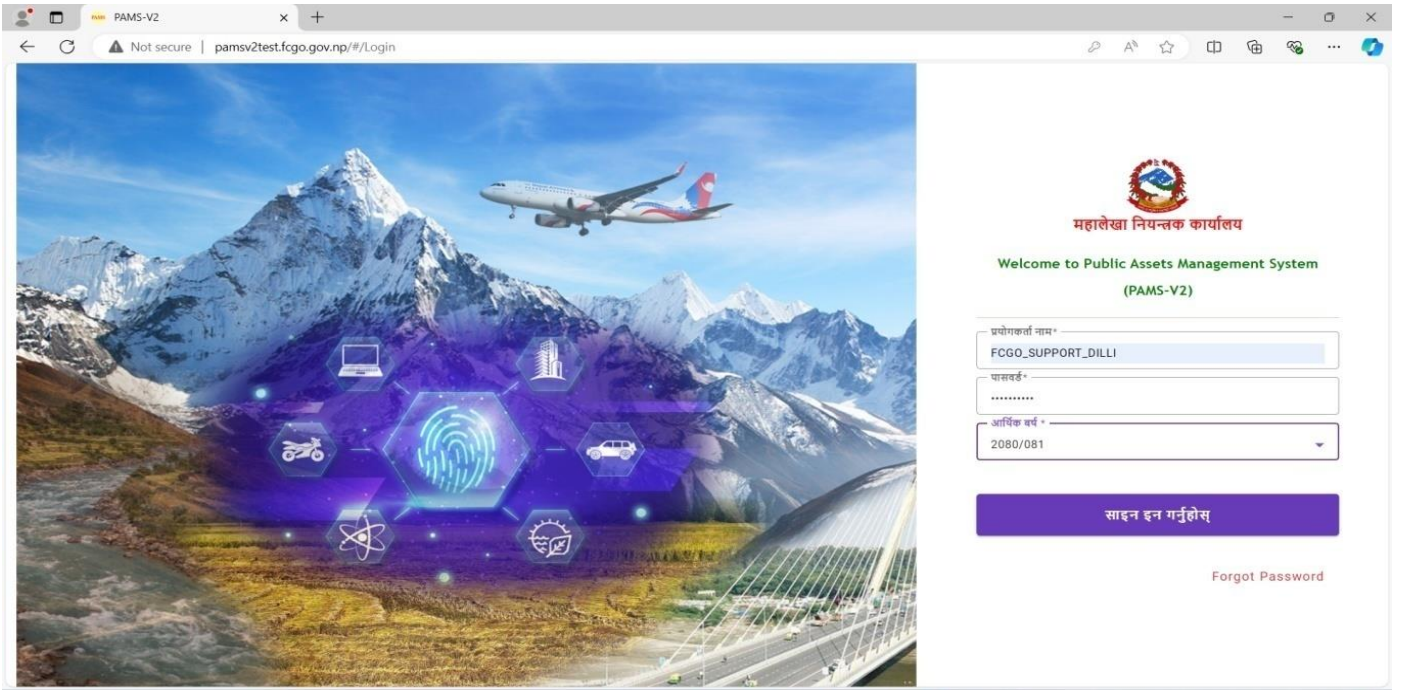 PAMS-V2
Not secure | pamsv2test.fcgo.gov.np/#/Login
महालेखा नियन्त्रक कार्यालय
Welcome to Public Assets Management System
(PAMS-V2)
प्रयोगकर्ता नाम*
FCGO_SUPPORT_DILLI
पासवर्ड*
••••••••••
आर्थिक वर्ष *
2080/081
साइन इन गर्नुहोस्
Forgot Password